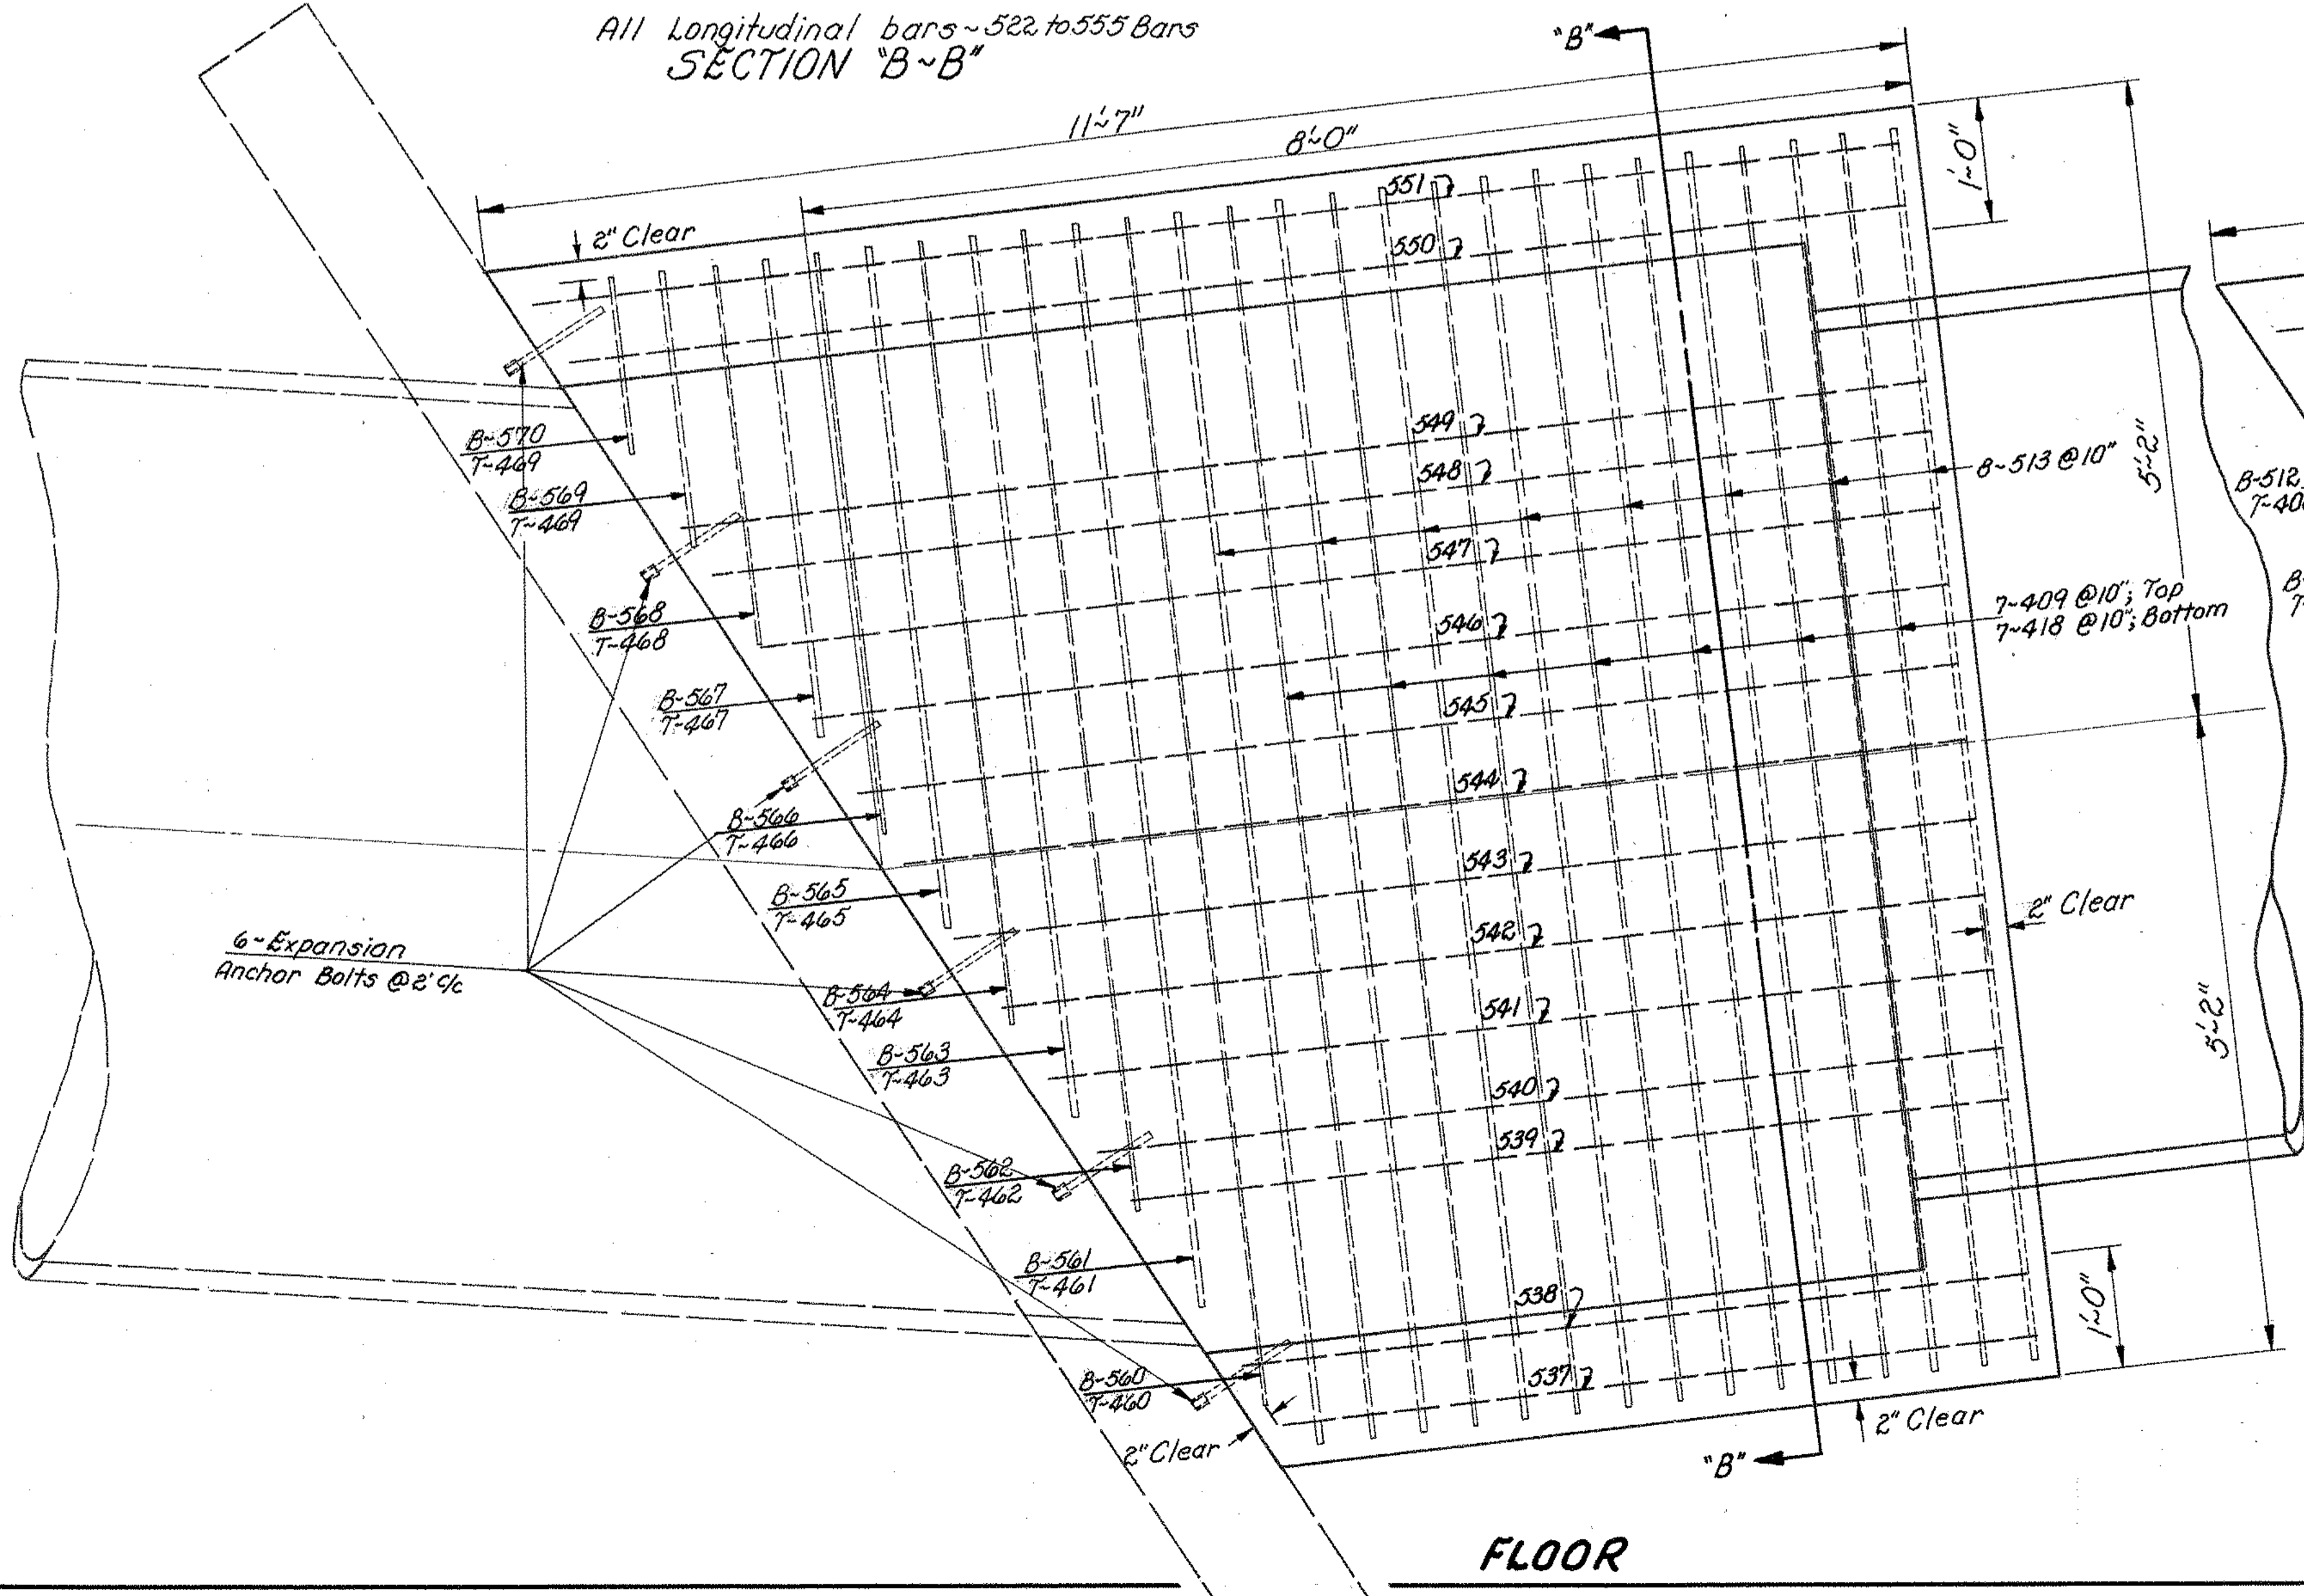 All Longitudinal bars~522 to 555 Bars
SECTION "B~B"
"B"
11'~7"
8'~0"
1'~0"
2" Clear
551
550
549
548
547
546
545
544
543
542
541
540
539
538
537
B~570
T~469
B~569
T~469
B~568
T~468
B~567
T~467
B~566
T~466
B~565
T~465
B~564
T~464
B~563
T~463
B~562
T~462
B~561
T~461
B~560
T~460
8~513 @10"
5'~2"
7~409 @10"; Top
7~418 @10"; Bottom
B-512
2" Clear
5'~2"
6~Expansion
Anchor Bolts @2' c/c
1'~0"
2" Clear
2" Clear
"B"
FLOOR